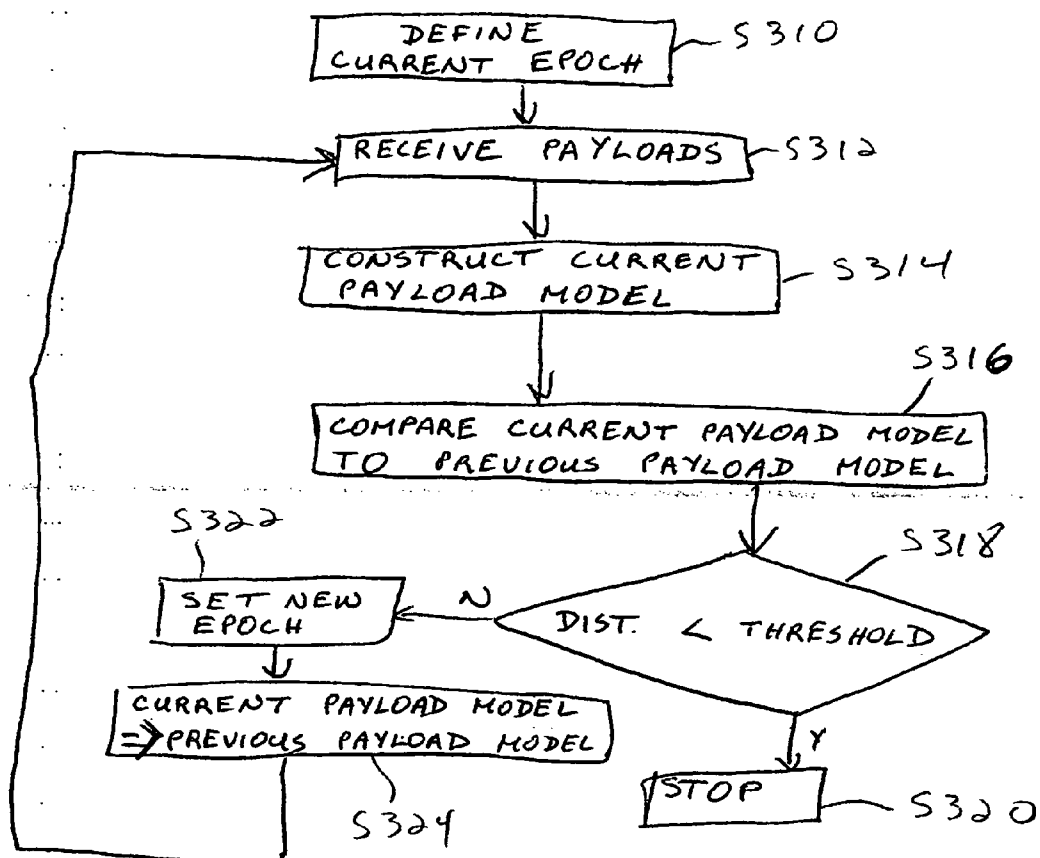 DEFINE
CURRENT EPOCH
S310
RECEIVE PAYLOADS
S312
CONSTRUCT CURRENT
PAYLOAD MODEL
S314
S316
COMPARE CURRENT PAYLOAD MODEL
TO PREVIOUS PAYLOAD MODEL
S322
S318
SET NEW
EPOCH
N
DIST. < THRESHOLD
CURRENT PAYLOAD MODEL
⇒ PREVIOUS PAYLOAD MODEL
Y
STOP
S320
S324